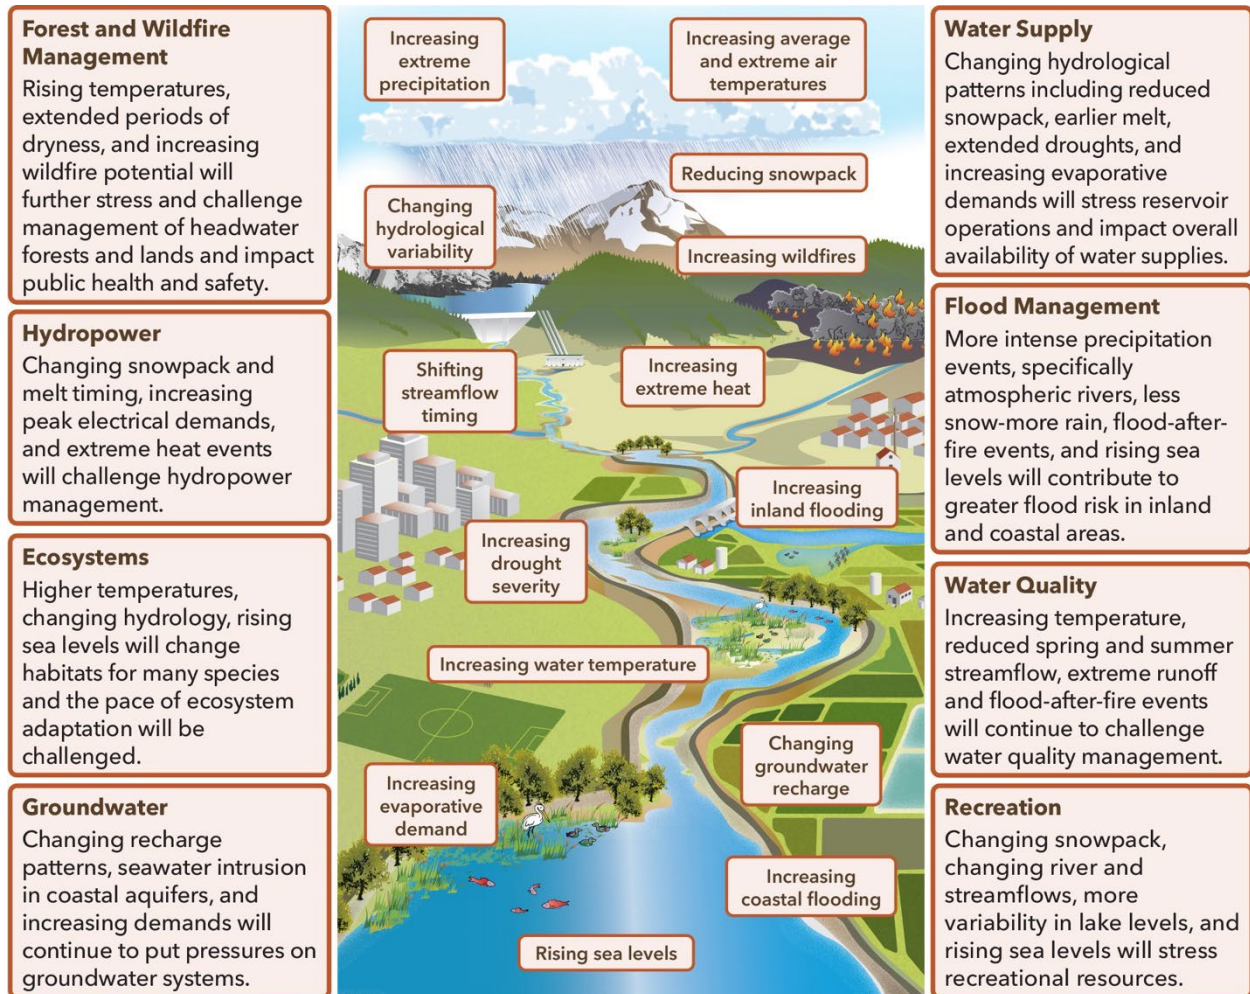 Forest and Wildfire
Management
Rising temperatures,
extended periods of
dryness, and increasing
wildfire potential will
further stress and challenge
management of headwater
forests and lands and impact
public health and safety.
Hydropower
Changing snowpack and
melt timing, increasing
peak electrical demands,
and extreme heat events
will challenge hydropower
management.
Ecosystems
Higher temperatures,
changing hydrology, rising
sea levels will change
habitats for many species
and the pace of ecosystem
adaptation will be
challenged.
Groundwater
Changing recharge
patterns, seawater intrusion
in coastal aquifers, and
increasing demands will
continue to put pressures on
groundwater systems.
Increasing
extreme
precipitation
Increasing average
and extreme air
temperatures
Reducing snowpack
Changing
hydrological
variability
Increasing wildfires
Shifting
streamflow
timing
Increasing
extreme heat
Increasing
inland flooding
Increasing
drought
severity
Increasing water temperature
Changing
groundwater
recharge
Increasing
evaporative
demand
Increasing
coastal flooding
Rising sea levels
Water Supply
Changing hydrological
patterns including reduced
snowpack, earlier melt,
extended droughts, and
increasing evaporative
demands will stress reservoir
operations and impact overall
availability of water supplies.
Flood Management
More intense precipitation
events, specifically
atmospheric rivers, less
snow-more rain, flood-after-
fire events, and rising sea
levels will contribute to
greater flood risk in inland
and coastal areas.
Water Quality
Increasing temperature,
reduced spring and summer
streamflow, extreme runoff
and flood-after-fire events
will continue to challenge
water quality management.
Recreation
Changing snowpack,
changing river and
streamflows, more
variability in lake levels, and
rising sea levels will stress
recreational resources.